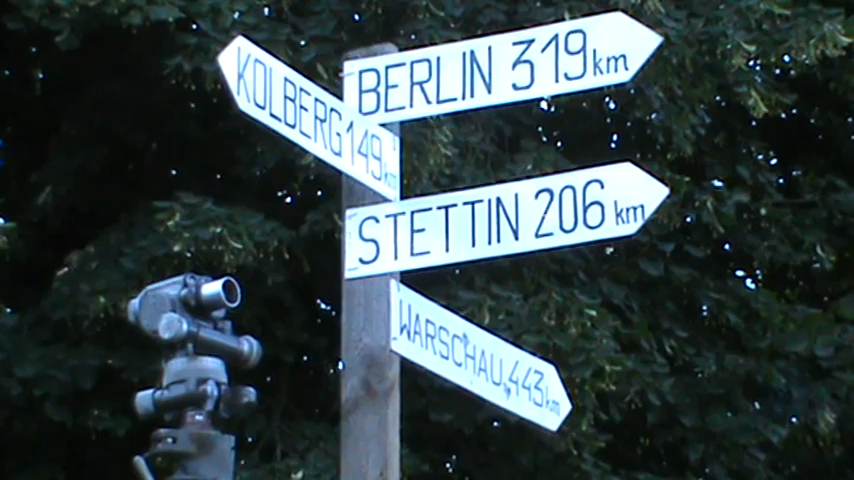 BERLIN 319 km
KOLBERG 149 km
STETTIN 206 km
WARSCHAU 443 km